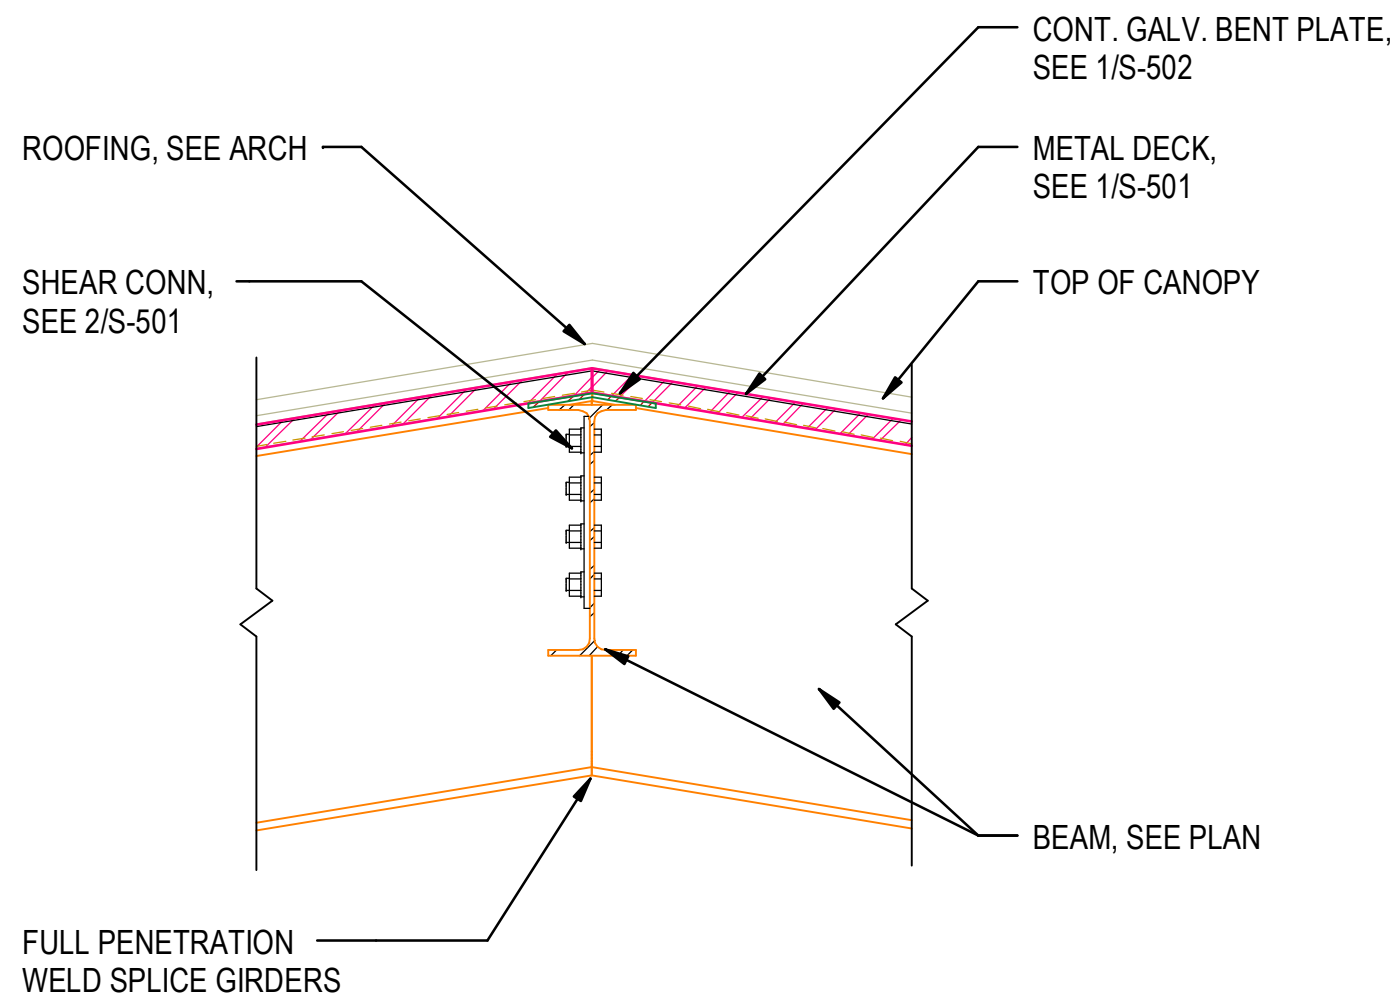 CONT. GALV. BENT PLATE,
SEE 1/S-502
ROOFING, SEE ARCH
METAL DECK,
SEE 1/S-501
SHEAR CONN,
SEE 2/S-501
TOP OF CANOPY
BEAM, SEE PLAN
FULL PENETRATION
WELD SPLICE GIRDERS